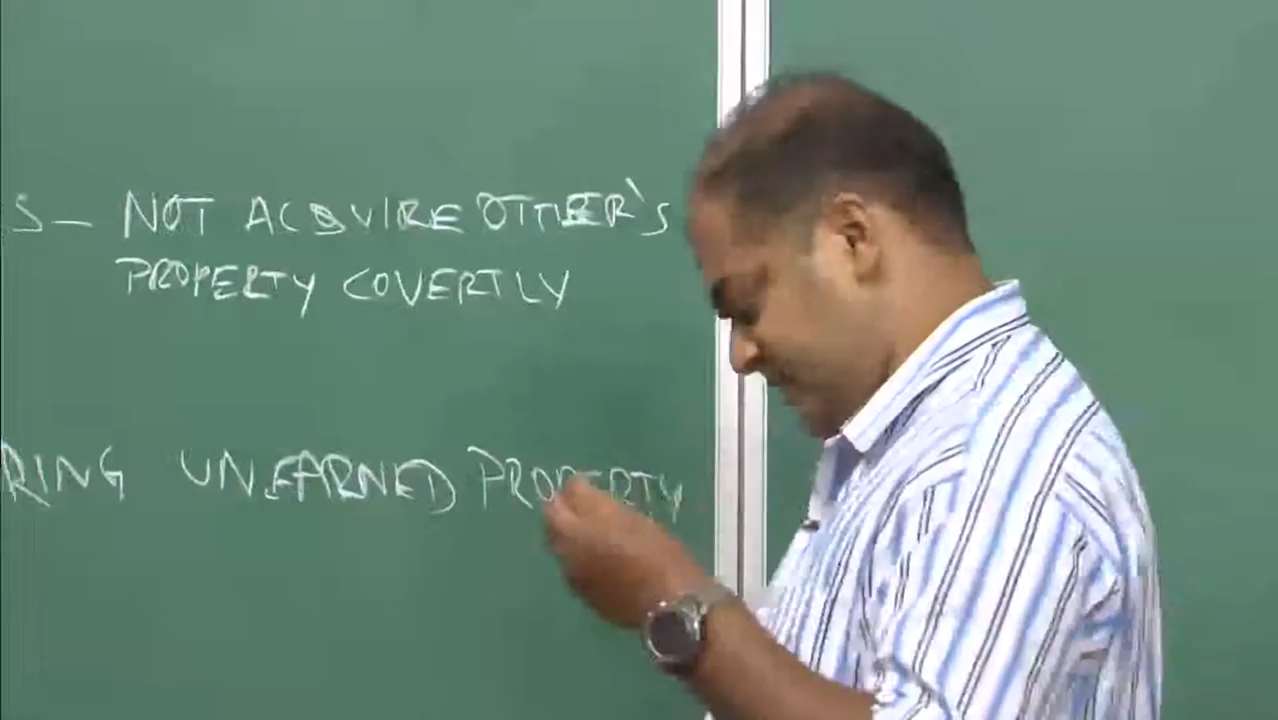 S - NOT ACQUIRE OTHER'S
PROPERTY COVERTLY
RING UNEARNED PROPERTY